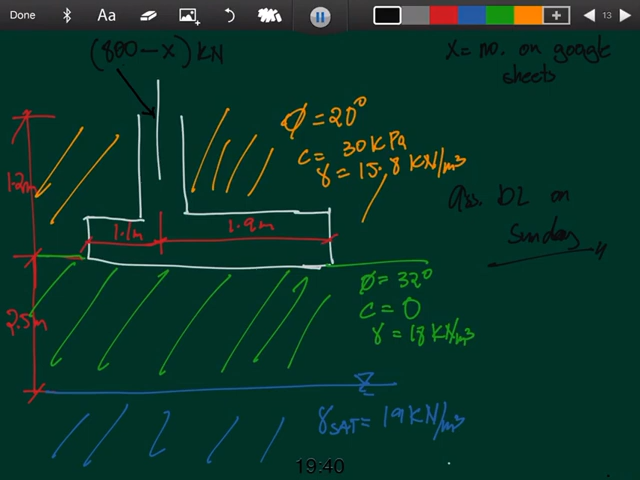 Done
Aa
13
(800 - x) KN
x = no. on google
sheets
Φ = 20°
c = 30 KPa
γ = 15.8 KN/m³
1.2m
Ass. DL on
Sunday
1.1m
1.9m
Φ = 32°
c = 0
γ = 18 KN/m³
2.5m
γSAT = 19 KN/m³
19:40